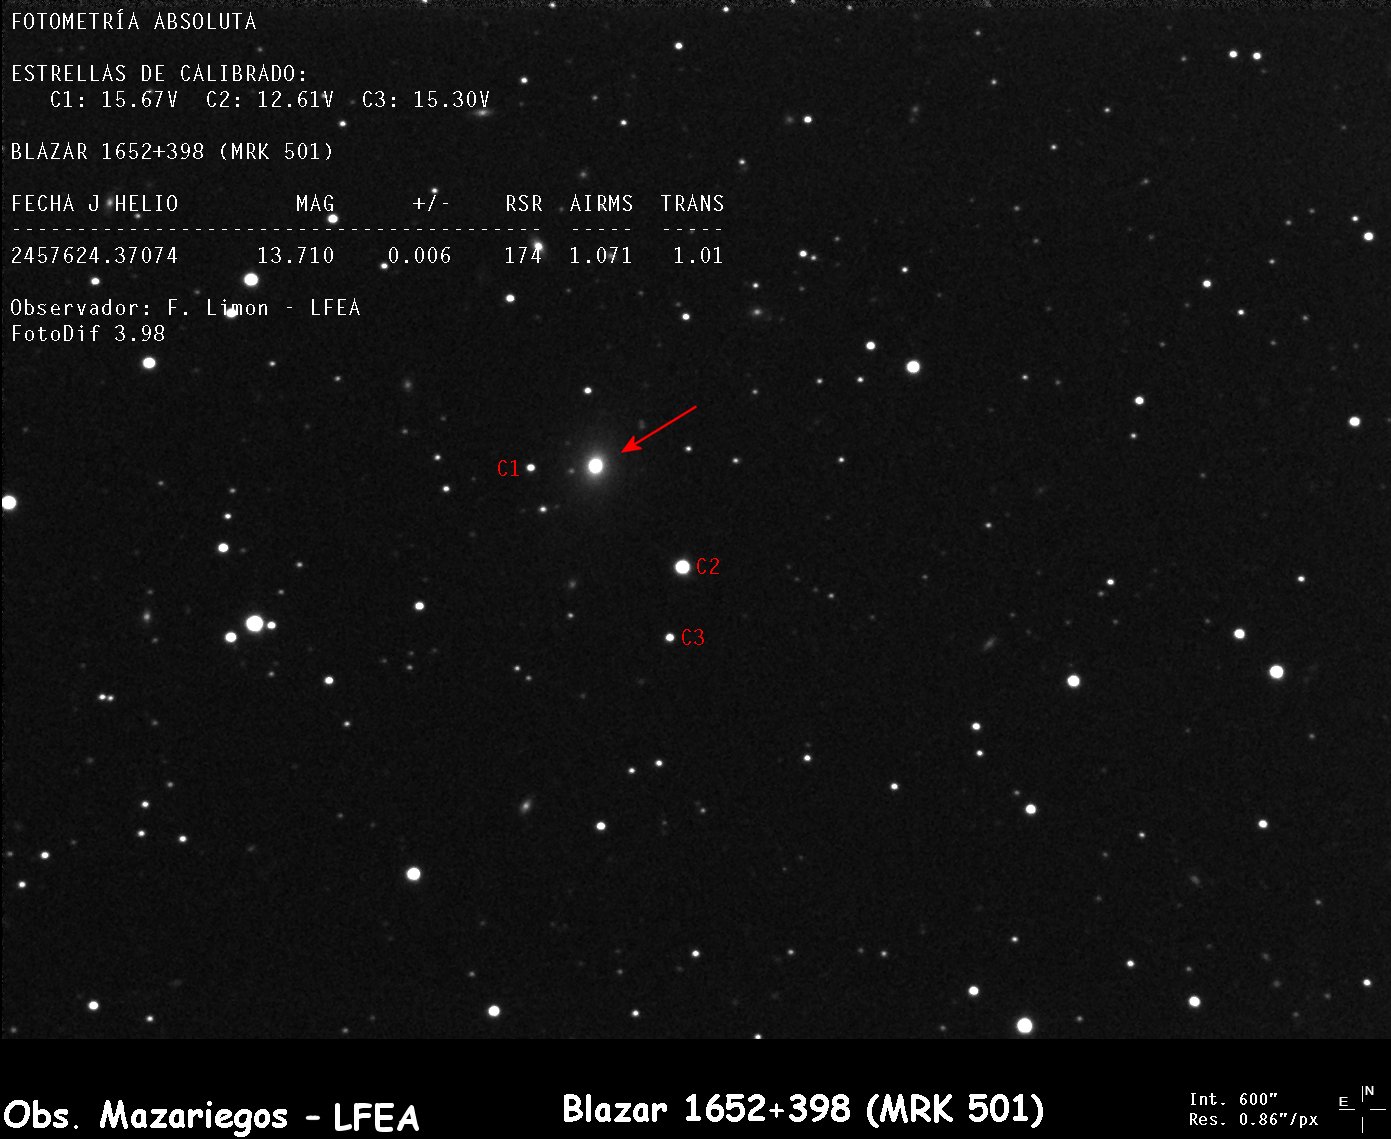 FOTOMETRÍA ABSOLUTA
ESTRELLAS DE CALIBRADO:
C1: 15.67V C2: 12.61V C3: 15.30V
BLAZAR 1652+398 (MRK 501)
FECHA J HELIO MAG +/- RSR AIRMS TRANS
2457624.37074 13.710 0.006 174 1.071 1.01
Observador: F. Limon - LFEA
FotoDif 3.98
C1
C2
C3
Obs. Mazariegos - LFEA
Blazar 1652+398 (MRK 501)
Int. 600"
Res. 0.86"/px
N
E